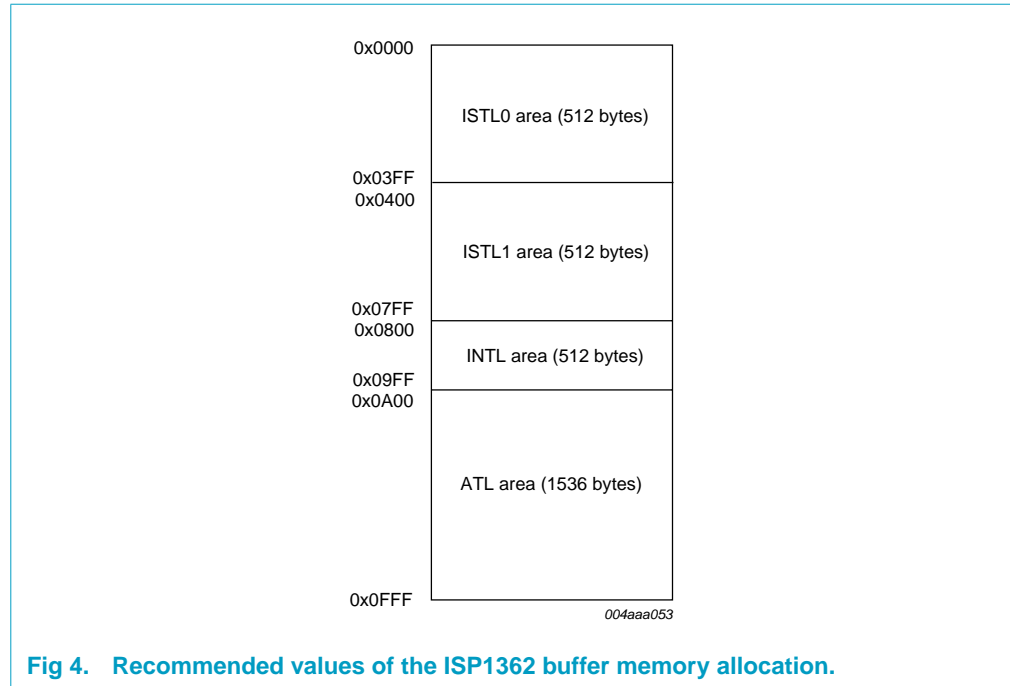 0x0000
ISTL0 area (512 bytes)
0x03FF
0x0400
ISTL1 area (512 bytes)
0x07FF
0x0800
INTL area (512 bytes)
0x09FF
0x0A00
ATL area (1536 bytes)
0x0FFF
004aaa053
Fig 4. Recommended values of the ISP1362 buffer memory allocation.